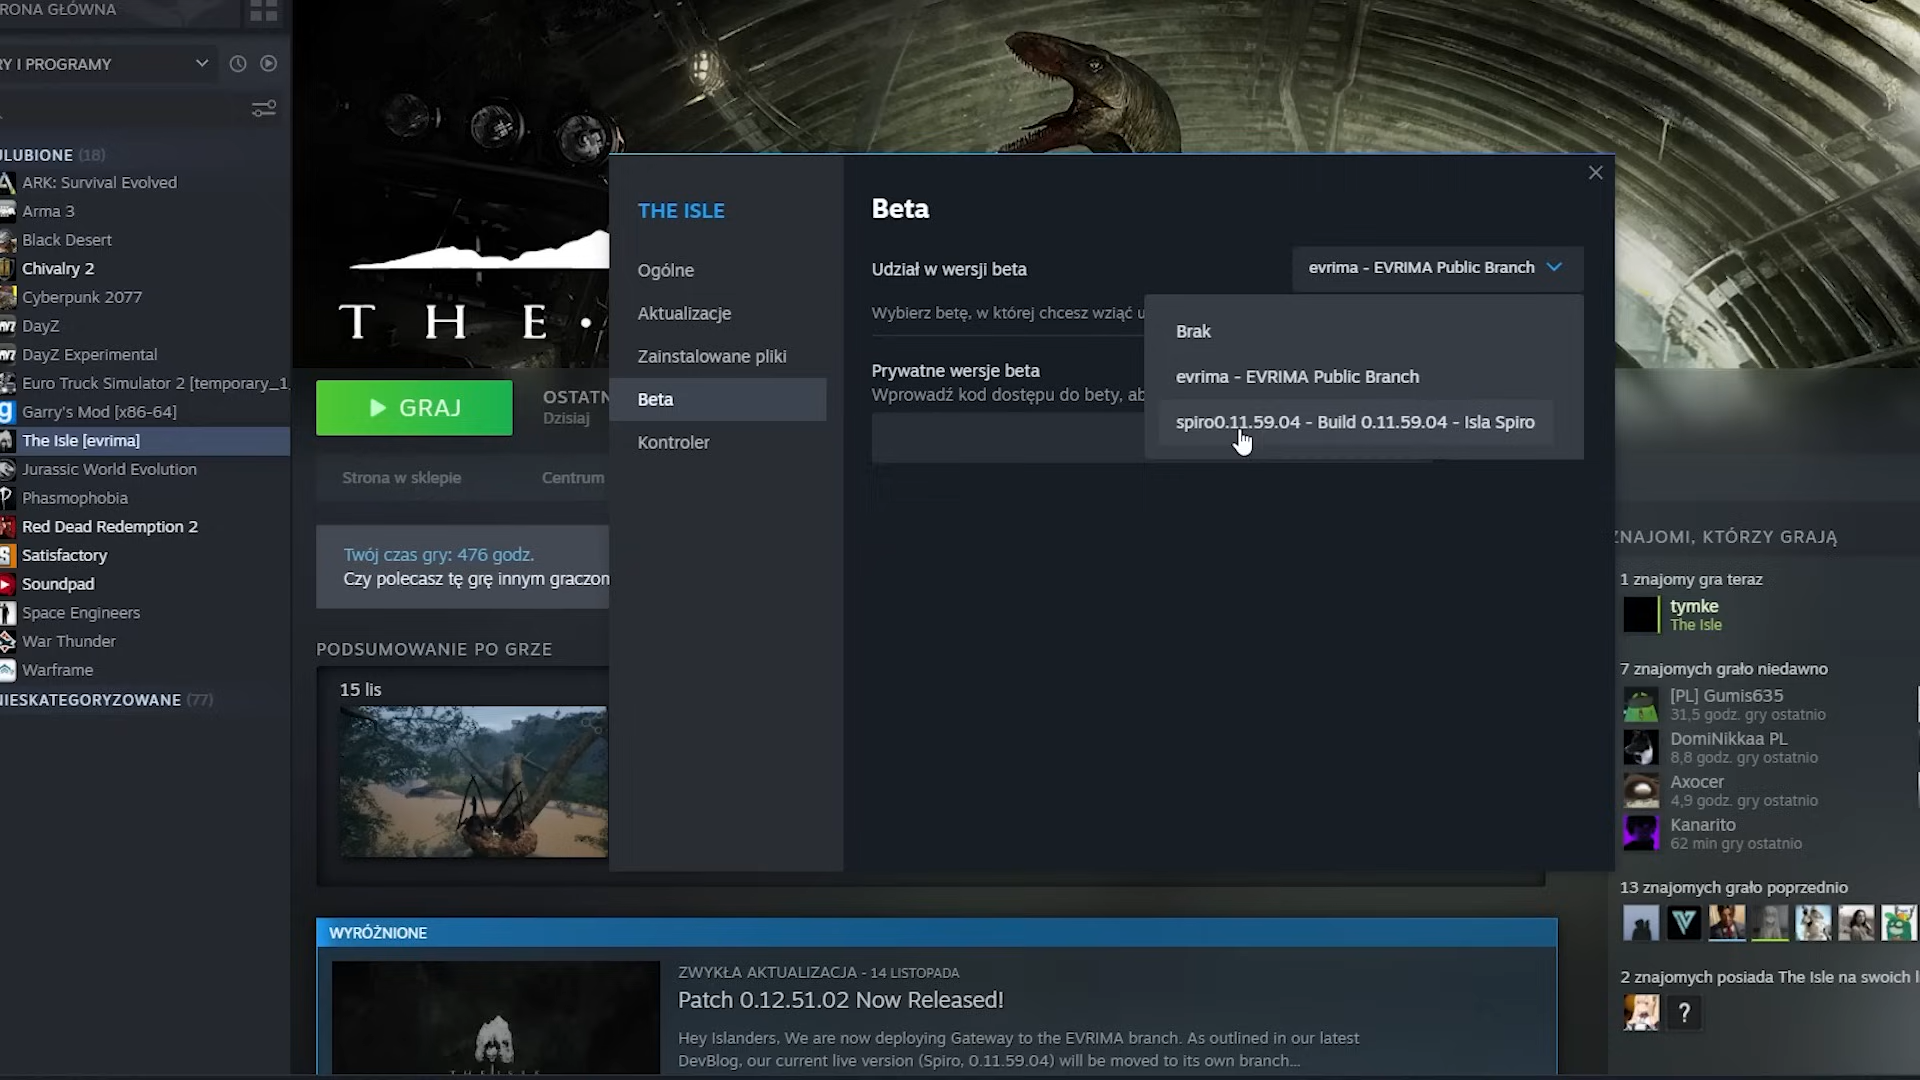 RONA GŁÓWNA
RY I PROGRAMY
ULUBIONE (18)
ARK: Survival Evolved
Arma 3
Black Desert
Chivalry 2
Cyberpunk 2077
DayZ
DayZ Experimental
Euro Truck Simulator 2 [temporary_1
Garry's Mod [x86-64]
The Isle [evrima]
Jurassic World Evolution
Phasmophobia
Red Dead Redemption 2
Satisfactory
Soundpad
Space Engineers
War Thunder
Warframe
NIESKATEGORYZOWANE (77)
THE ·
GRAJ
OSTATN
Dzisiaj
Strona w sklepie
Centrum
Twój czas gry: 476 godz.
Czy polecasz tę grę innym graczon
PODSUMOWANIE PO GRZE
15 lis
THE ISLE
Ogólne
Aktualizacje
Zainstalowane pliki
Beta
Kontroler
Beta
Udział w wersji beta
evrima - EVRIMA Public Branch
Wybierz betę, w której chcesz wziąć u
Prywatne wersje beta
Wprowadź kod dostępu do bety, ab
Brak
evrima - EVRIMA Public Branch
spiro0.11.59.04 - Build 0.11.59.04 - Isla Spiro
WYRÓŻNIONE
ZWYKŁA AKTUALIZACJA - 14 LISTOPADA
Patch 0.12.51.02 Now Released!
Hey Islanders, We are now deploying Gateway to the EVRIMA branch. As outlined in our latest
DevBlog, our current live version (Spiro, 0.11.59.04) will be moved to its own branch...
ZNAJOMI, KTÓRZY GRAJĄ
1 znajomy gra teraz
tymke
The Isle
7 znajomych grało niedawno
[PL] Gumis635
31,5 godz. gry ostatnio
DomiNikkaa PL
8,8 godz. gry ostatnio
Axocer
4,9 godz. gry ostatnio
Kanarito
62 min gry ostatnio
13 znajomych grało poprzednio
2 znajomych posiada The Isle na swoich l
?